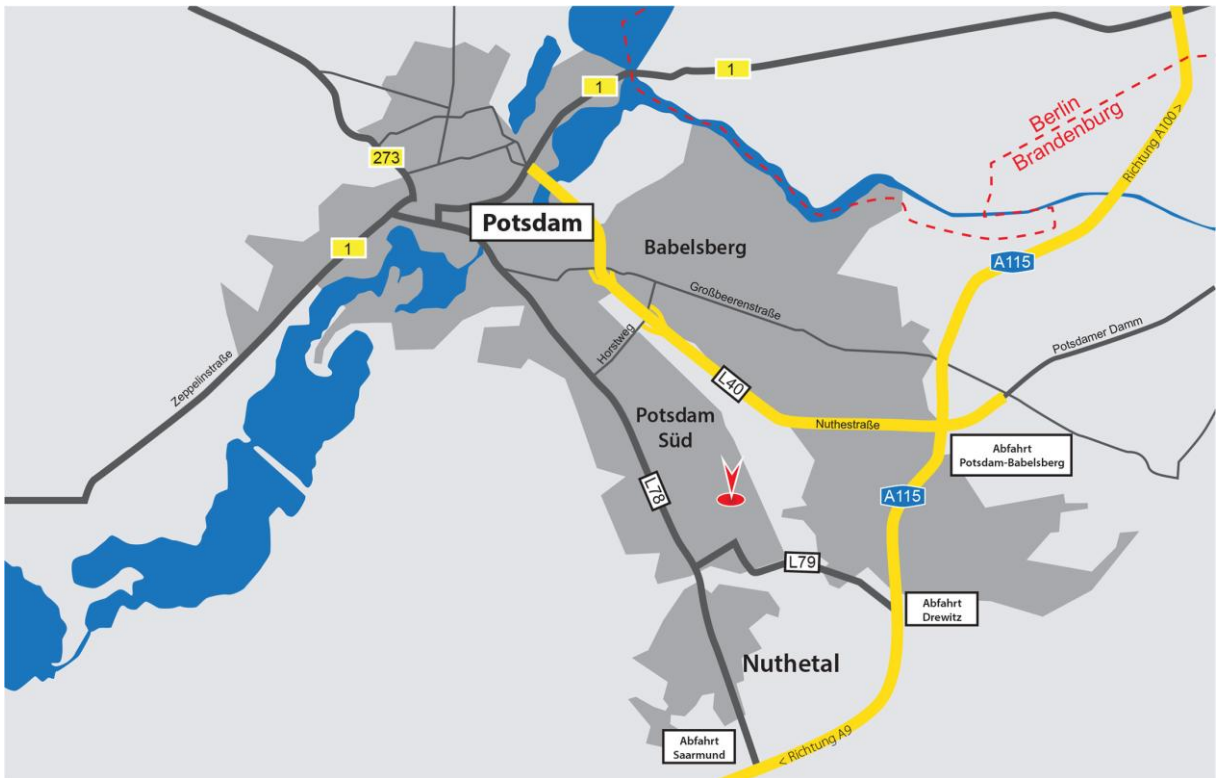 1
1
Berlin
Brandenburg
Richtung A100 >
273
Potsdam
1
Babelsberg
A115
Großbeerenstraße
Potsdamer Damm
Zeppelinstraße
Horstweg
L40
Potsdam
Süd
Nuthestraße
Abfahrt
Potsdam-Babelsberg
L78
A115
L79
Abfahrt
Drewitz
Nuthetal
Abfahrt
Saarmund
< Richtung A9